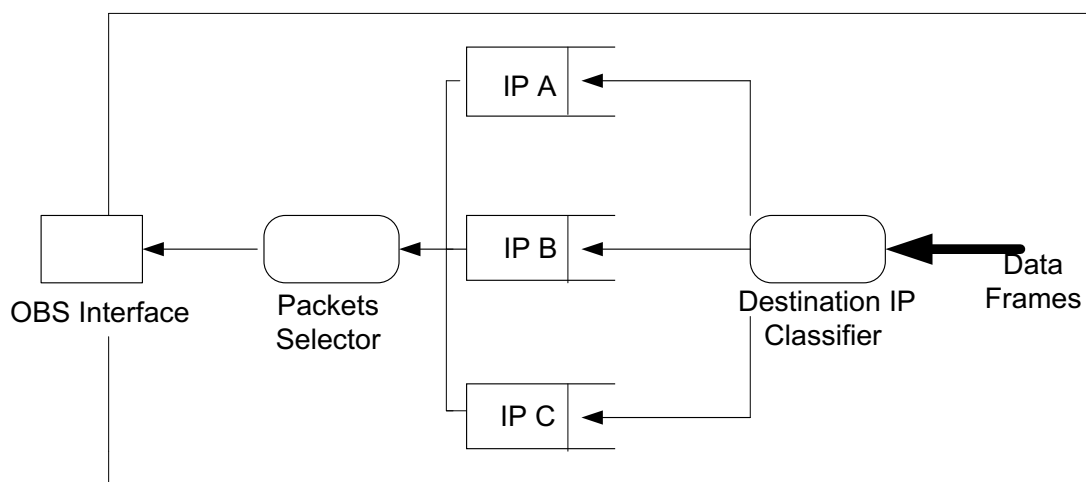 IP A
IP B
IP C
OBS Interface
Packets
Selector
Destination IP
Classifier
Data
Frames